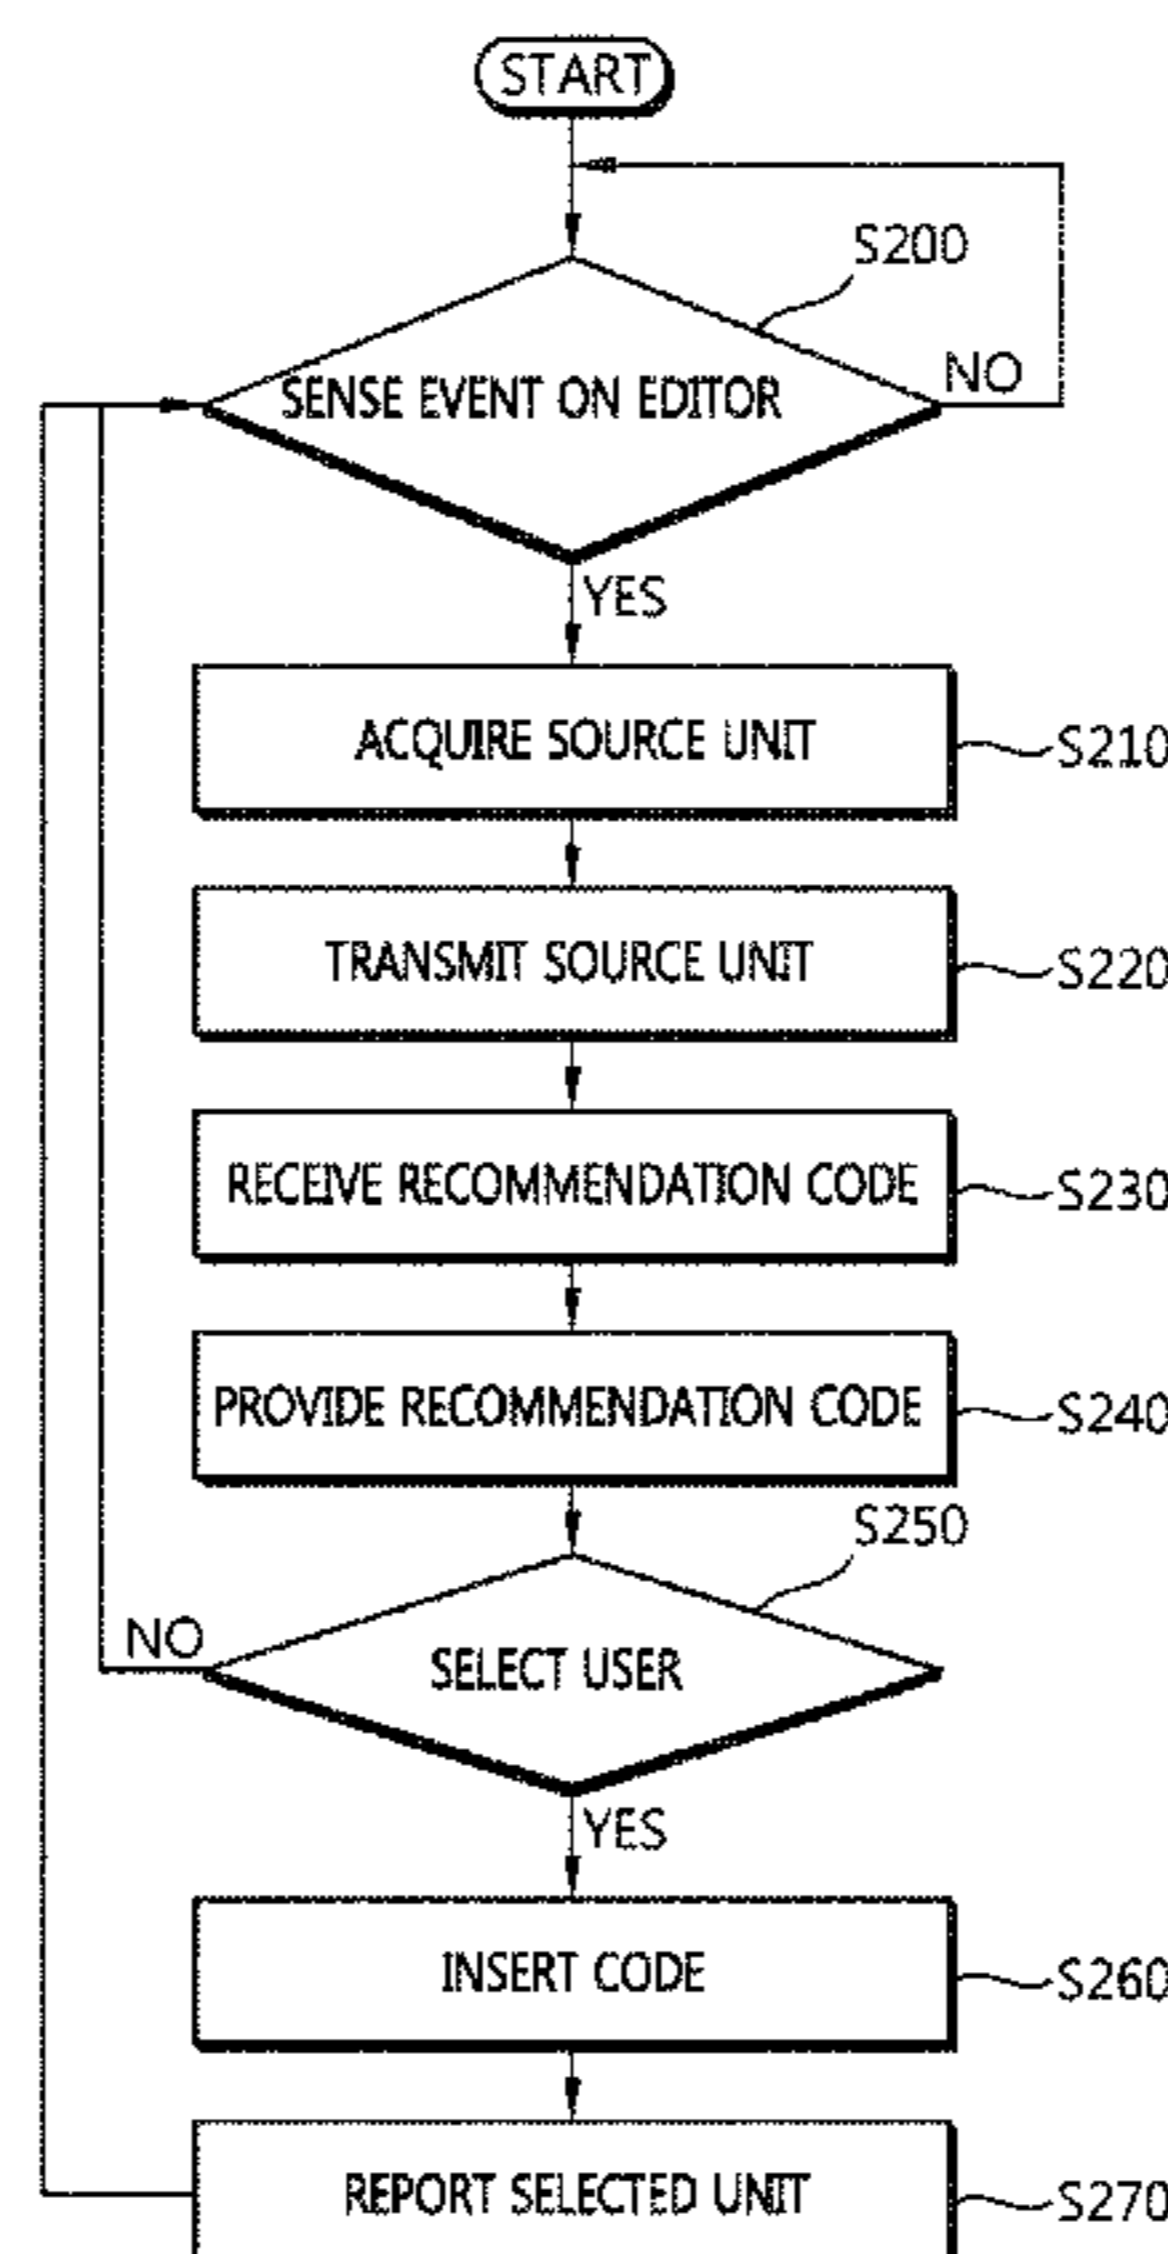 START
S200
NO
SENSE EVENT ON EDITOR
YES
ACQUIRE SOURCE UNIT
S210
TRANSMIT SOURCE UNIT
S220
RECEIVE RECOMMENDATION CODE
S230
PROVIDE RECOMMENDATION CODE
S240
S250
NO
SELECT USER
YES
INSERT CODE
S260
REPORT SELECTED UNIT
S270